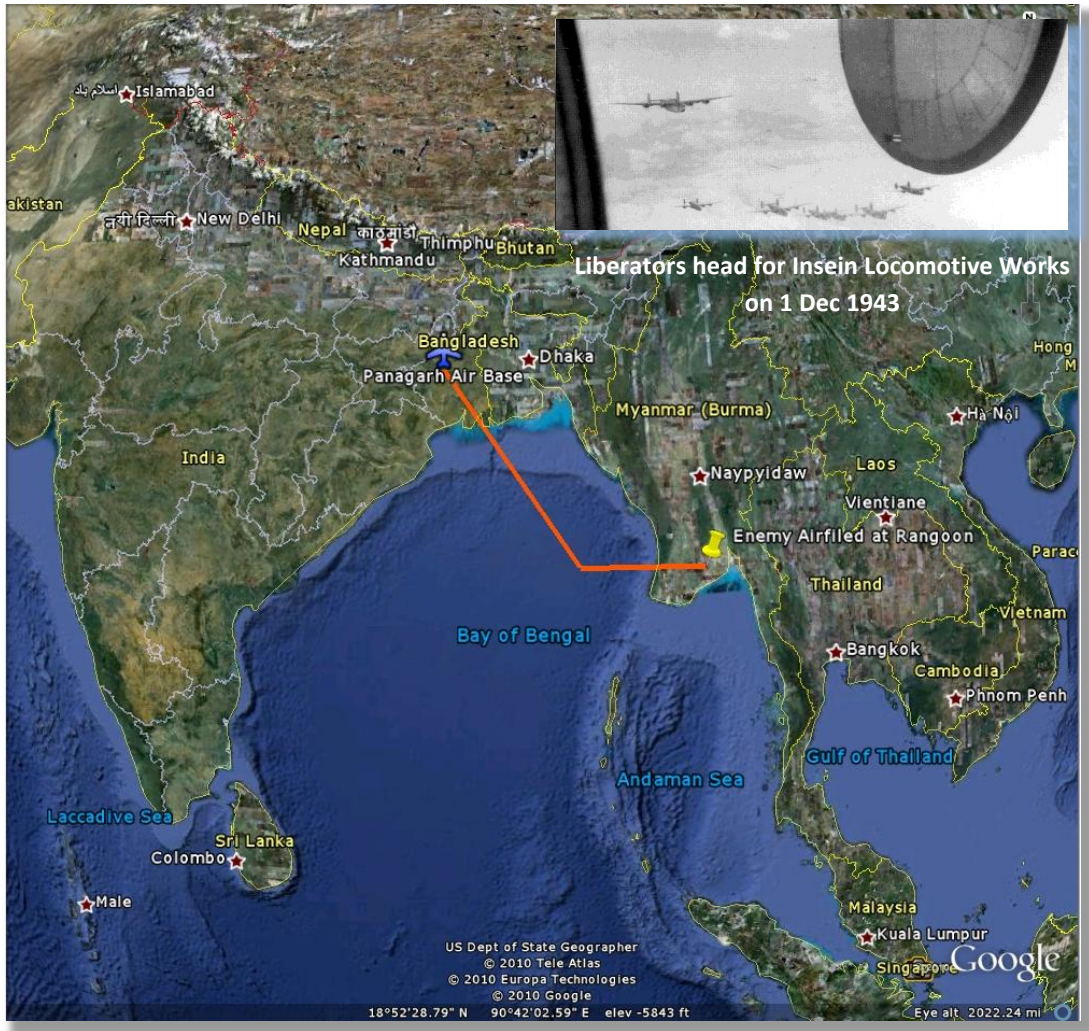 N
اسلام باد
Islamabad
akistan
नयी दिल्ली
New Delhi
Nepal
काठमाडौं
Kathmandu
Thimphu
Bhutan
Liberators head for Insein Locomotive Works
on 1 Dec 1943
Bangladesh
Dhaka
Panagarh Air Base
Hong
M
Myanmar (Burma)
Hà Nội
India
Laos
Naypyidaw
Vientiane
Enemy Airfiled at Rangoon
Parac
Thailand
Vietnam
Bay of Bengal
Bangkok
Cambodia
Phnom Penh
Gulf of Thailand
Andaman Sea
Laccadive Sea
Sri Lanka
Colombo
Male
Malaysia
Kuala Lumpur
Singapore
Google
US Dept of State Geographer
© 2010 Tele Atlas
© 2010 Europa Technologies
© 2010 Google
18°52'28.79" N 90°42'02.59" E elev -5843 ft
Eye alt 2022.24 mi